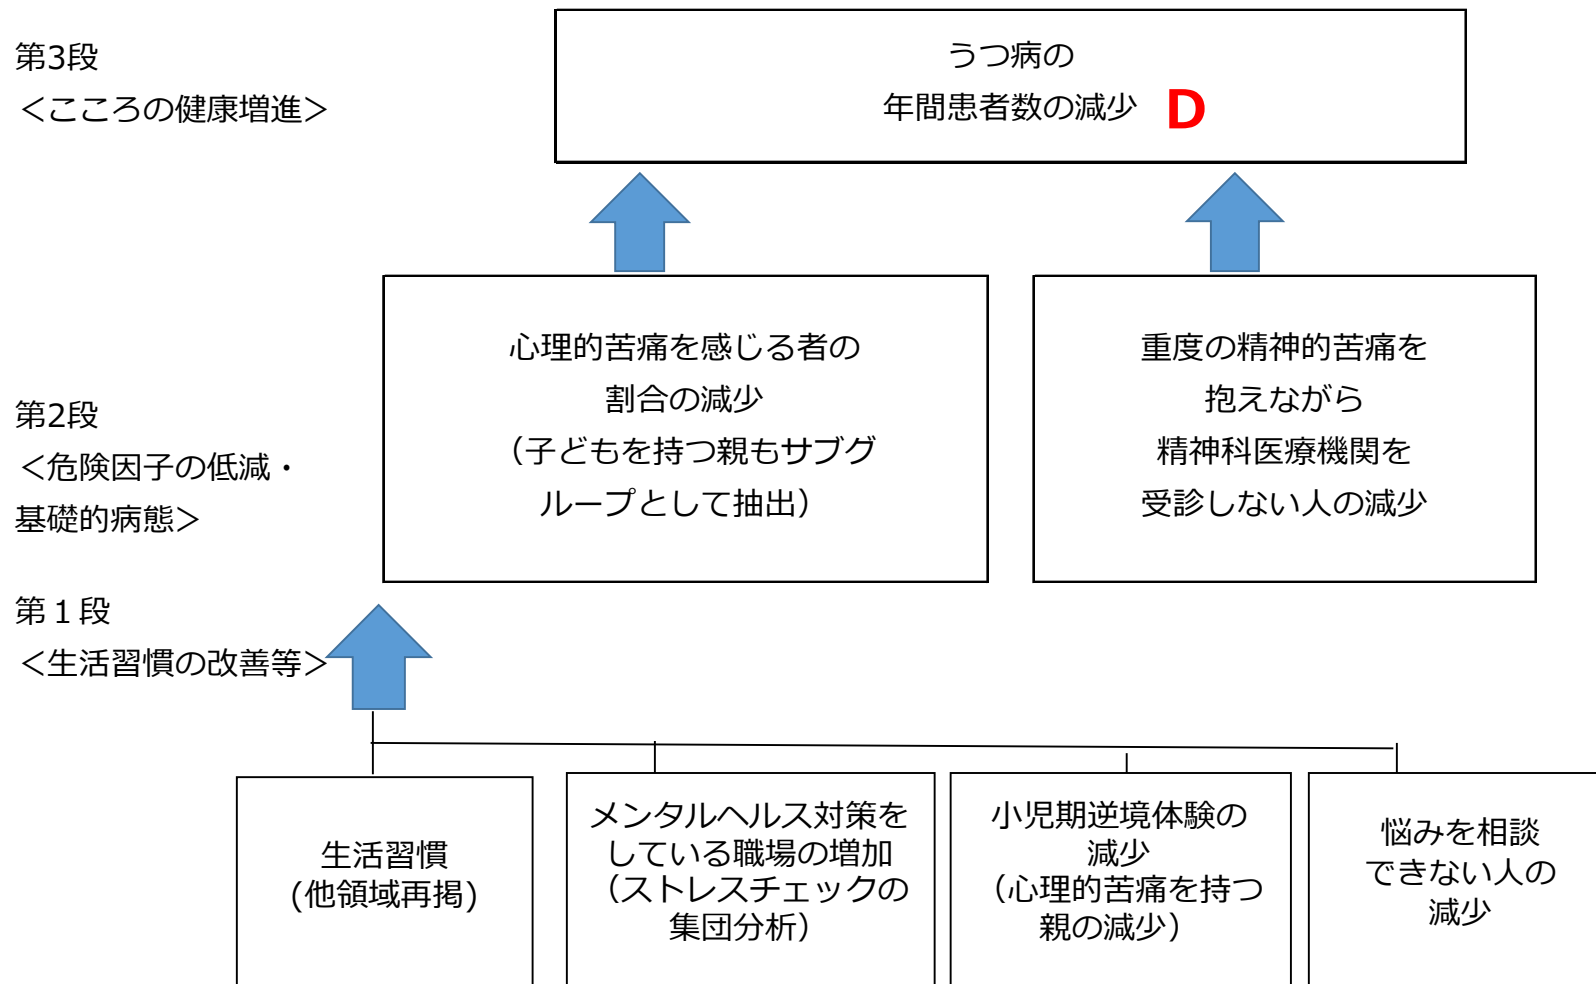 第3段
＜こころの健康増進＞
うつ病の
年間患者数の減少 D
第2段
＜危険因子の低減・
基礎的病態＞
心理的苦痛を感じる者の
割合の減少
（子どもを持つ親もサブグ
ループとして抽出）
重度の精神的苦痛を
抱えながら
精神科医療機関を
受診しない人の減少
第１段
＜生活習慣の改善等＞
生活習慣
(他領域再掲)
メンタルヘルス対策を
している職場の増加
（ストレスチェックの
集団分析）
小児期逆境体験の
減少
（心理的苦痛を持つ
親の減少）
悩みを相談
できない人の
減少